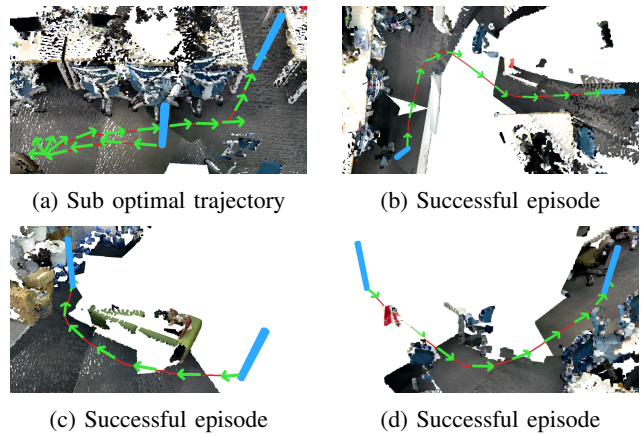 (a) Sub optimal trajectory
(b) Successful episode
(c) Successful episode
(d) Successful episode